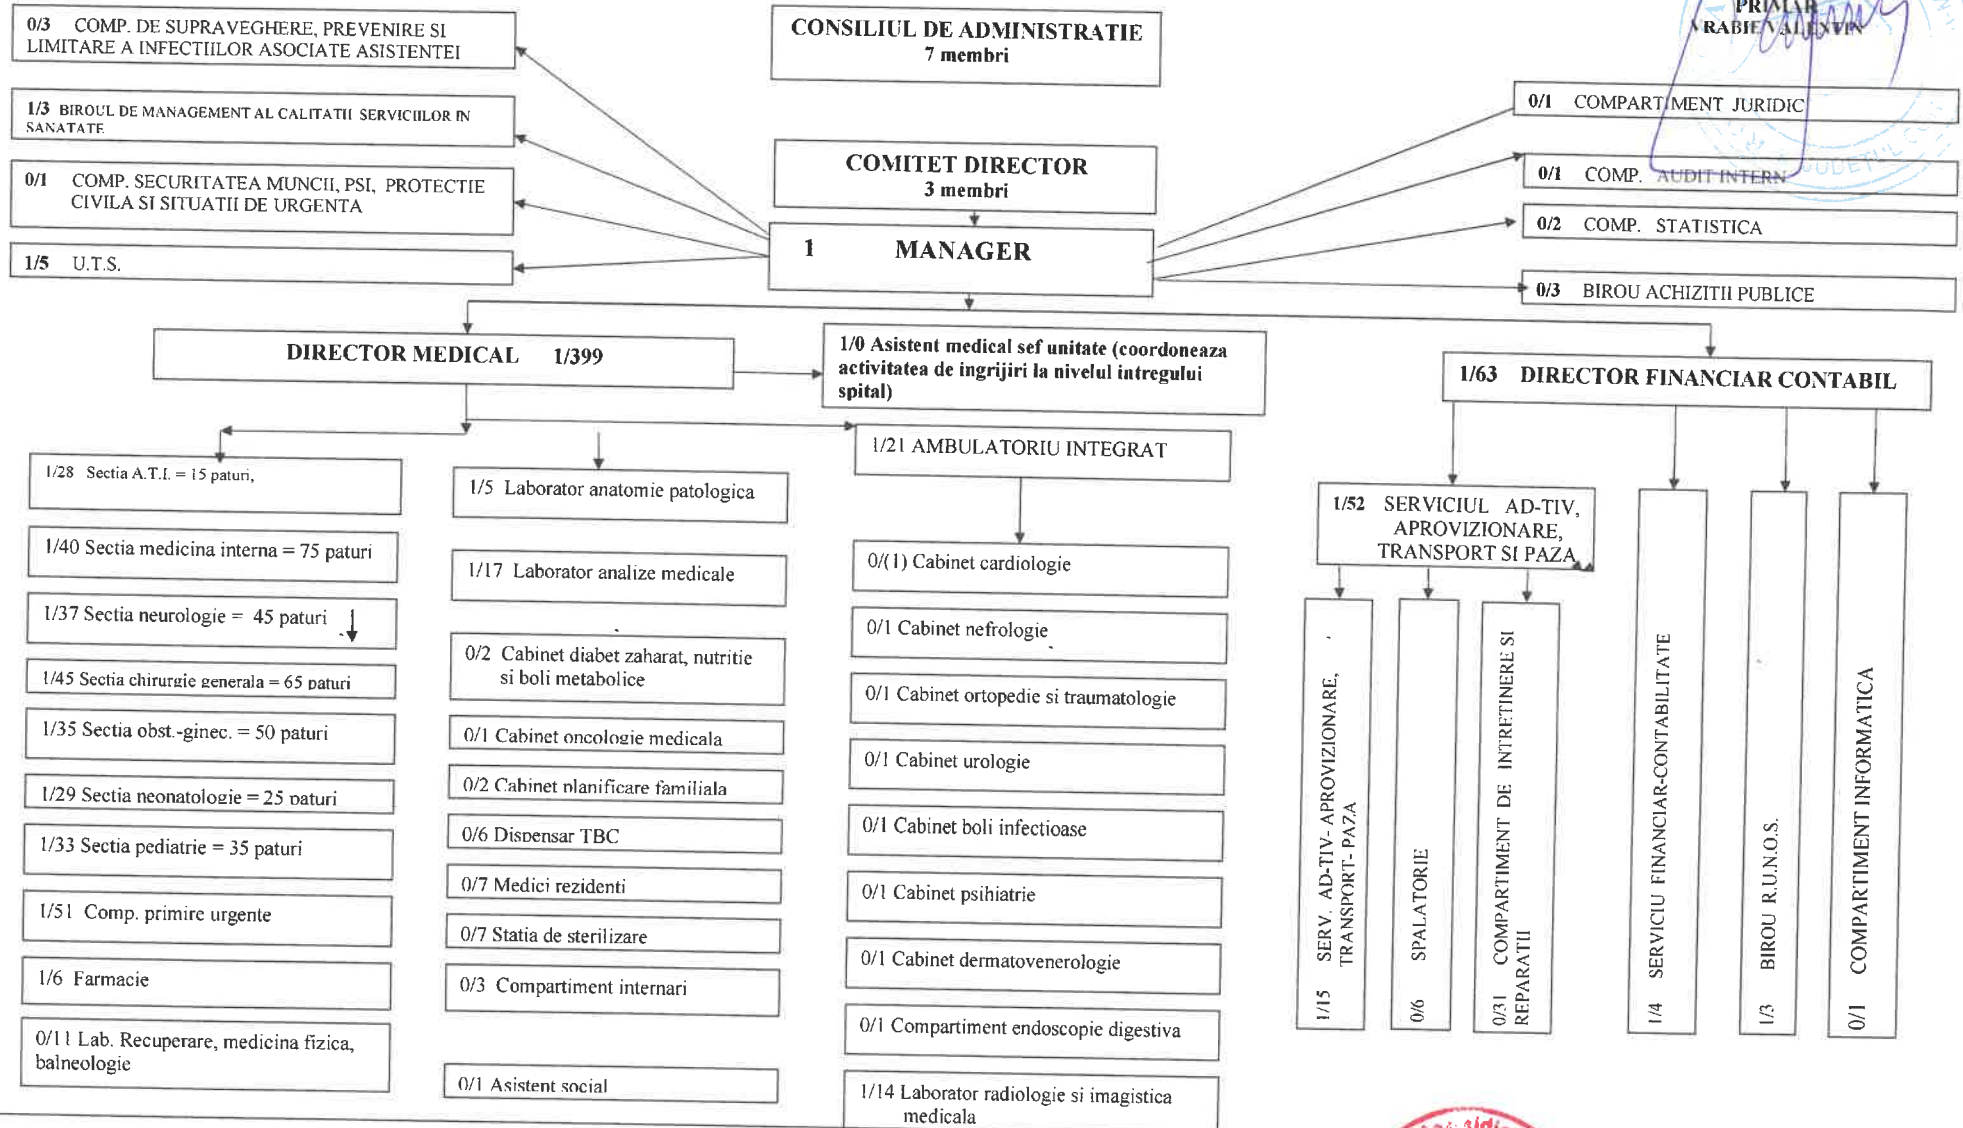 0/3 COMP. DE SUPRAVEGHERE, PREVENIRE SI
LIMITARE A INFECTIILOR ASOCIATE ASISTENTEI
1/3 BIROUL DE MANAGEMENT AL CALITATII SERVICIILOR IN
SANATATE
0/1 COMP. SECURITATEA MUNCII, PSI, PROTECTIE
CIVILA SI SITUATII DE URGENTA
1/5 U.T.S.
CONSILIUL DE ADMINISTRATIE
7 membri
COMITET DIRECTOR
3 membri
1 MANAGER
PRIMAR
VRABIE VALENTIN
0/1 COMPARTIMENT JURIDIC
0/1 COMP. AUDIT INTERN
JUDETUL
0/2 COMP. STATISTICA
0/3 BIROU ACHIZITII PUBLICE
DIRECTOR MEDICAL 1/399
1/0 Asistent medical sef unitate (coordoneaza
activitatea de ingrijiri la nivelul intregului
spital)
1/63 DIRECTOR FINANCIAR CONTABIL
1/28 Sectia A.T.I. = 15 paturi,
1/40 Sectia medicina interna = 75 paturi
1/37 Sectia neurologie = 45 paturi
1/45 Sectia chirurgie generala = 65 paturi
1/35 Sectia obst.-ginec. = 50 paturi
1/29 Sectia neonatologie = 25 paturi
1/33 Sectia pediatrie = 35 paturi
1/51 Comp. primire urgente
1/6 Farmacie
0/11 Lab. Recuperare, medicina fizica,
balneologie
1/5 Laborator anatomie patologica
1/17 Laborator analize medicale
0/2 Cabinet diabet zaharat, nutritie
si boli metabolice
0/1 Cabinet oncologie medicala
0/2 Cabinet planificare familiala
0/6 Dispensar TBC
0/7 Medici rezidenti
0/7 Statia de sterilizare
0/3 Compartiment internari
0/1 Asistent social
1/21 AMBULATORIU INTEGRAT
0/(1) Cabinet cardiologie
0/1 Cabinet nefrologie
0/1 Cabinet ortopedie si traumatologie
0/1 Cabinet urologie
0/1 Cabinet boli infectioase
0/1 Cabinet psihiatrie
0/1 Cabinet dermatovenerologie
0/1 Compartiment endoscopie digestiva
1/14 Laborator radiologie si imagistica
medicala
1/52 SERVICIUL AD-TIV,
APROVIZIONARE,
TRANSPORT SI PAZA
1/15 SERV. AD-TIV- APROVIZIONARE,
TRANSPORT- PAZA
0/6 SPALATORIE
0/31 COMPARTIMENT DE INTRETINERE SI
REPARATII
1/4 SERVICIU FINANCIAR-CONTABILITATE
1/3 BIROU R.U.N.O.S.
0/1 COMPARTIMENT INFORMATICA